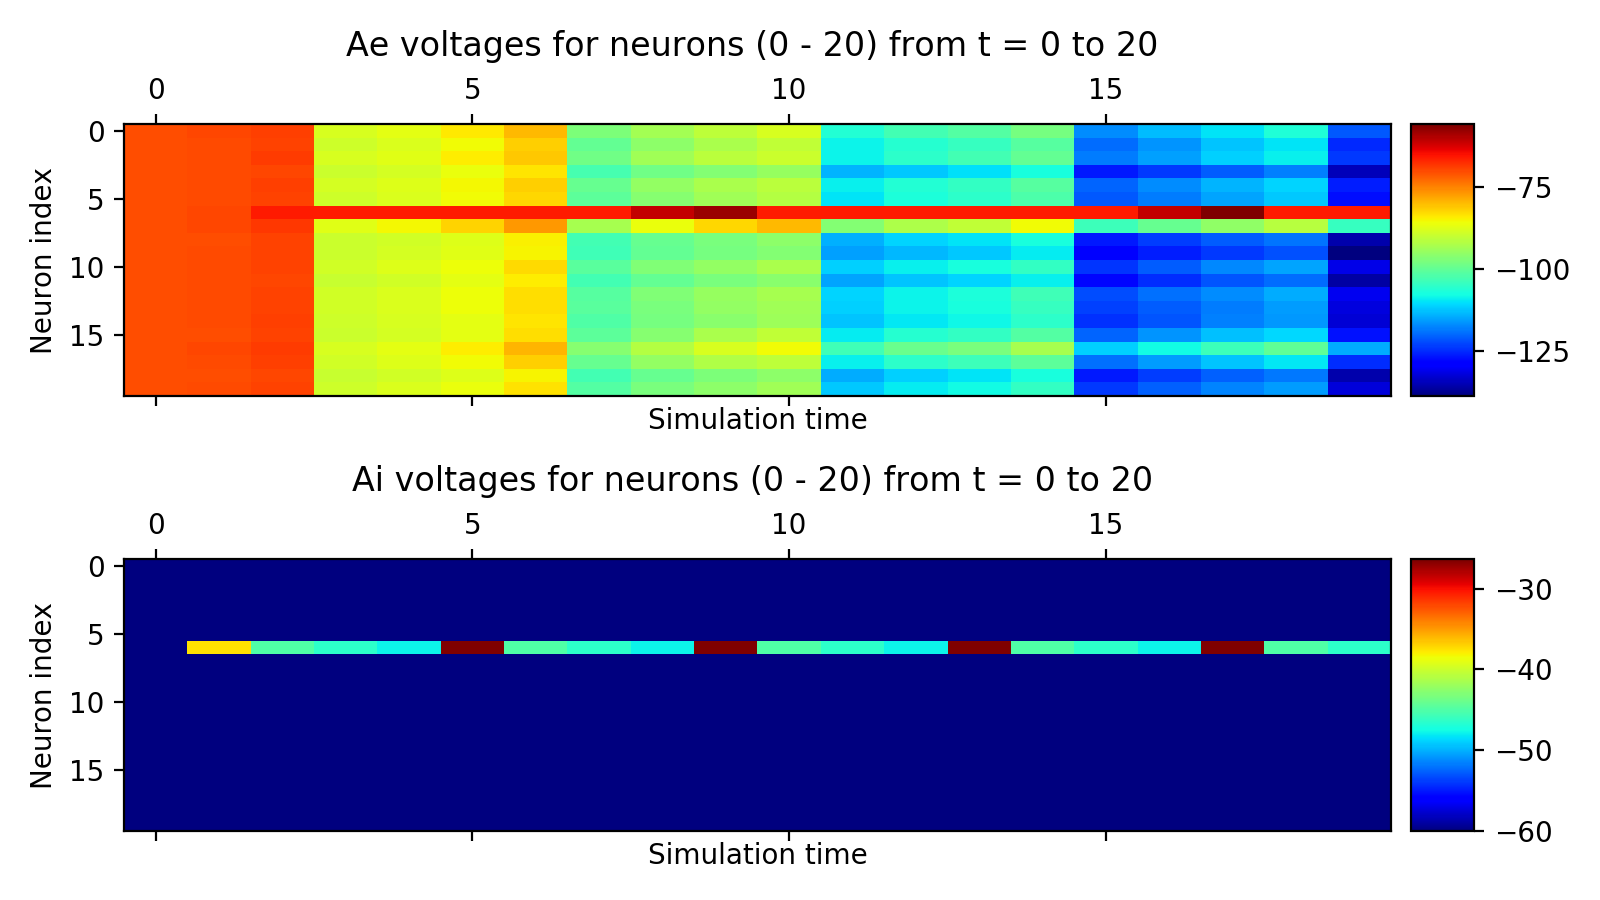 Ae voltages for neurons (0 - 20) from t = 0 to 20
0 5 10 15
Neuron index
0
5
10
15
Simulation time
−75
−100
−125
Ai voltages for neurons (0 - 20) from t = 0 to 20
0 5 10 15
Neuron index
0
5
10
15
Simulation time
−30
−40
−50
−60